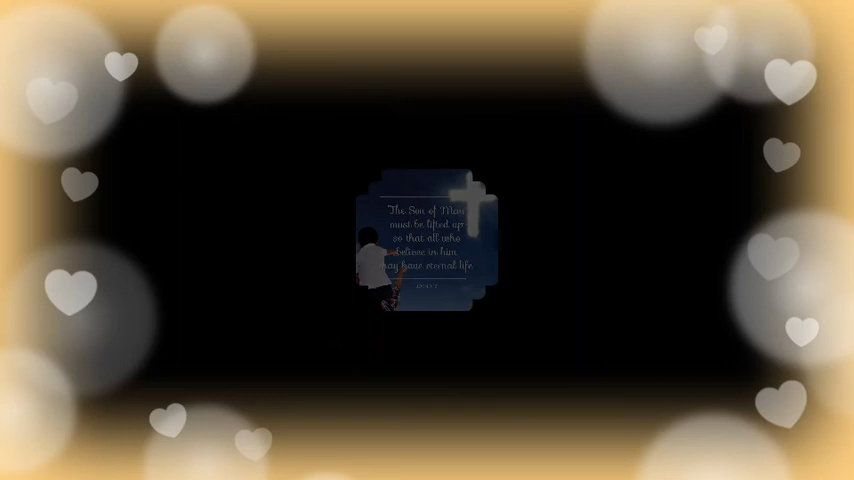 The Son of Man
must be lifted up
so that all who
believe in him
may have eternal life